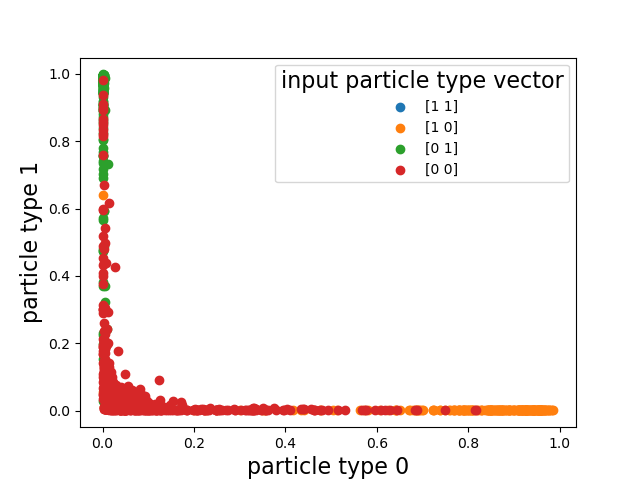 input particle type vector
[1 1]
[1 0]
[0 1]
[0 0]
1.0
0.8
0.6
0.4
0.2
0.0
particle type 1
0.0 0.2 0.4 0.6 0.8 1.0
particle type 0